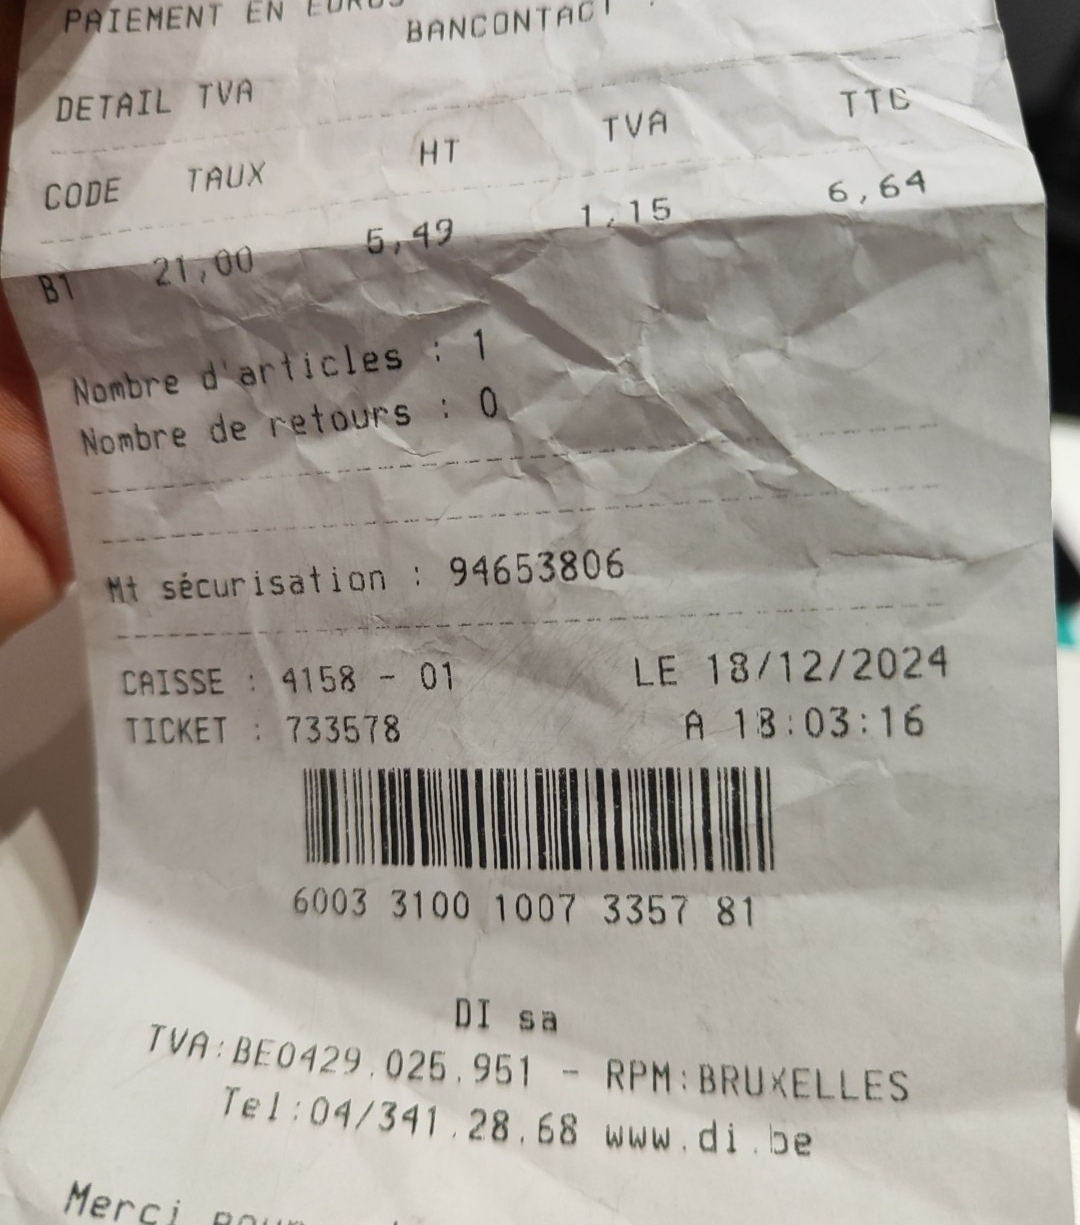 PAIEMENT EN EUROS
BANCONTACT
DETAIL TVA
CODE TAUX HT TVA TTC
B1 21,00 5,49 1,15 6,64
Nombre d'articles : 1
Nombre de retours : 0
Mt sécurisation : 94653806
CAISSE : 4158 - 01 LE 18/12/2024
TICKET : 733578 A 18:03:16
6003 3100 1007 3357 81
DI sa
TVA:BE0429.025.951 - RPM:BRUXELLES
Tel:04/341.28.68 www.di.be
Merci pour